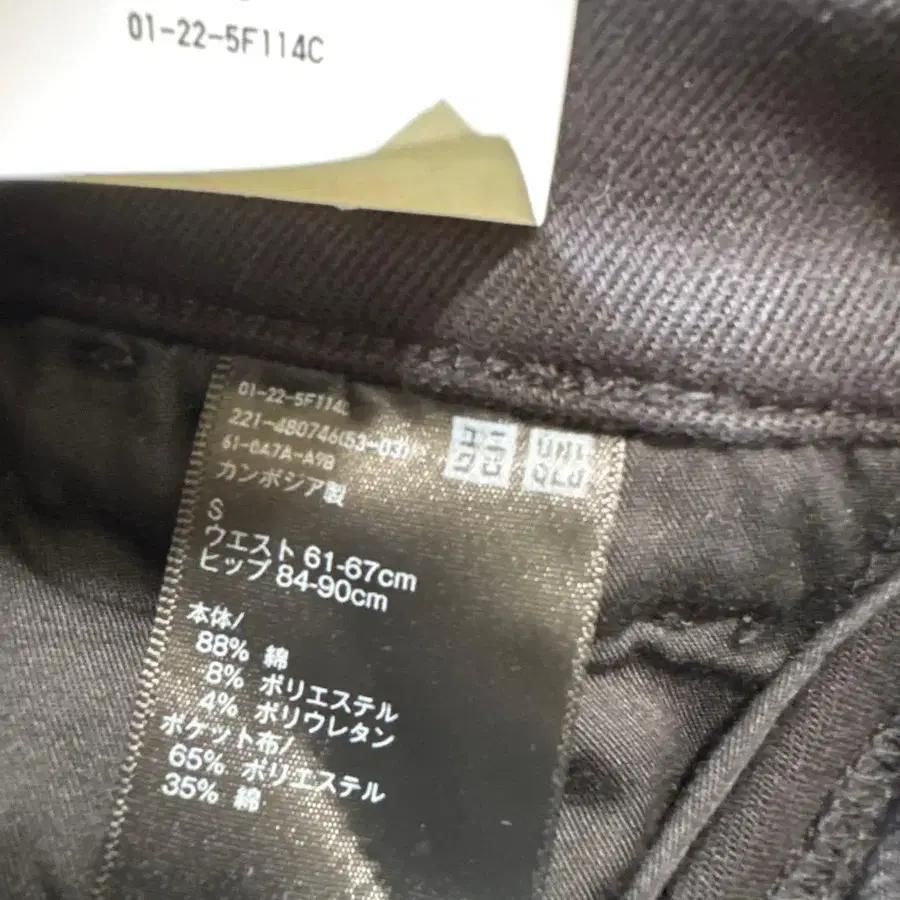 01-22-5F114C
01-22-5F114C
221-480746(53-03)
61-0A7A-A9B
カンボジア製
ユニ
クロ
UNI
QLO
S
ウエスト 61-67cm
ヒップ 84-90cm
本体/
88% 綿
8% ポリエステル
4% ポリウレタン
ポケット布/
65% ポリエステル
35% 綿